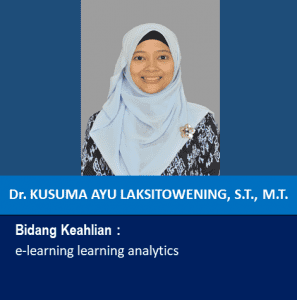 Dr. KUSUMA AYU LAKSITOWENING, S.T., M.T.
Bidang Keahlian :
e-learning learning analytics